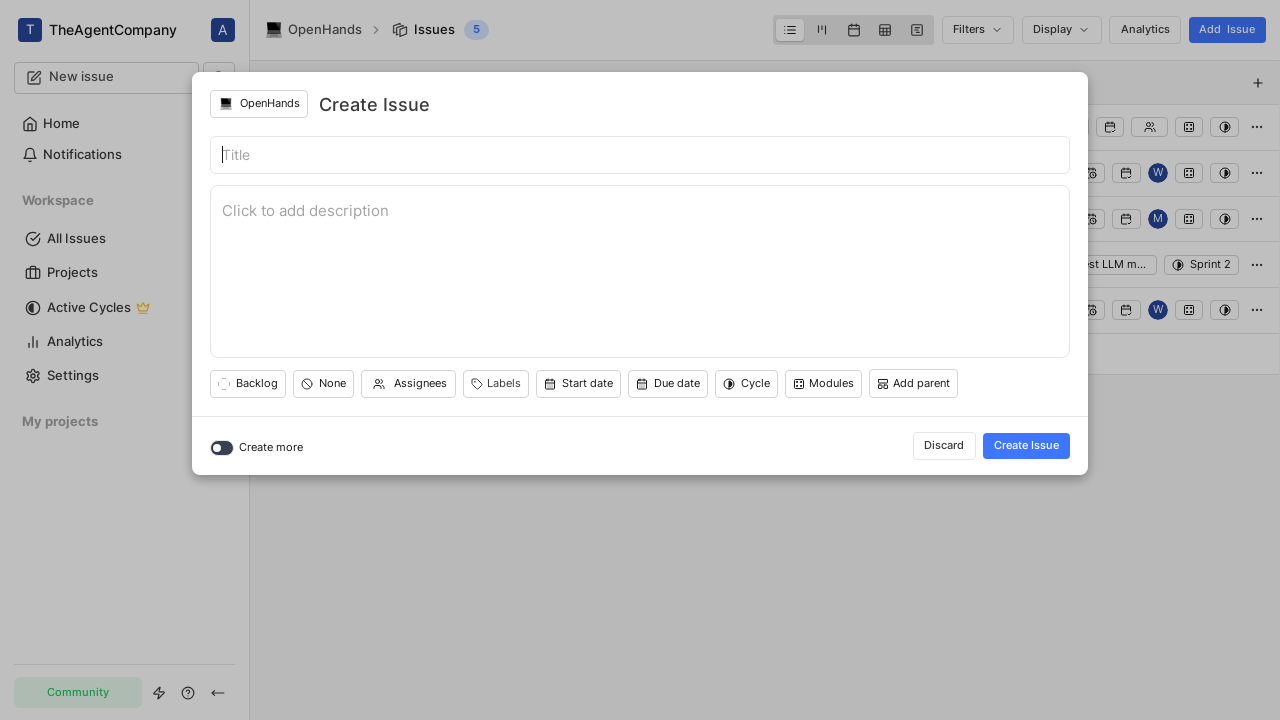 T TheAgentCompany A
OpenHands Issues 5
Filters Display Analytics Add Issue
New issue
OpenHands Create Issue
Home
Notifications
Title
Workspace
W
Click to add description
All Issues
M
Projects
est LLM m... Sprint 2
Active Cycles
W
Analytics
Settings
Backlog None Assignees Labels Start date Due date Cycle Modules Add parent
My projects
Create more Discard Create Issue
Community